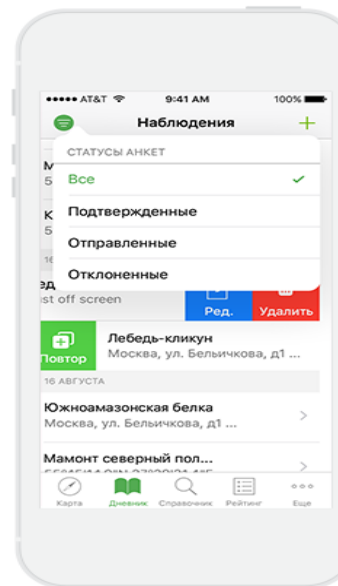 AT&T 9:41 AM 100%
Наблюдения
СТАТУСЫ АНКЕТ
Все
Подтвержденные
Отправленные
Отклоненные
st off screen
Ред. Удалить
Повтор
Лебедь-кликун
Москва, ул. Бельичкова, д1 ...
16 АВГУСТА
Южноамазонская белка
Москва, ул. Бельичкова, д1 ...
Мамонт северный пол...
Карта Дневник Справочник Рейтинг Еще